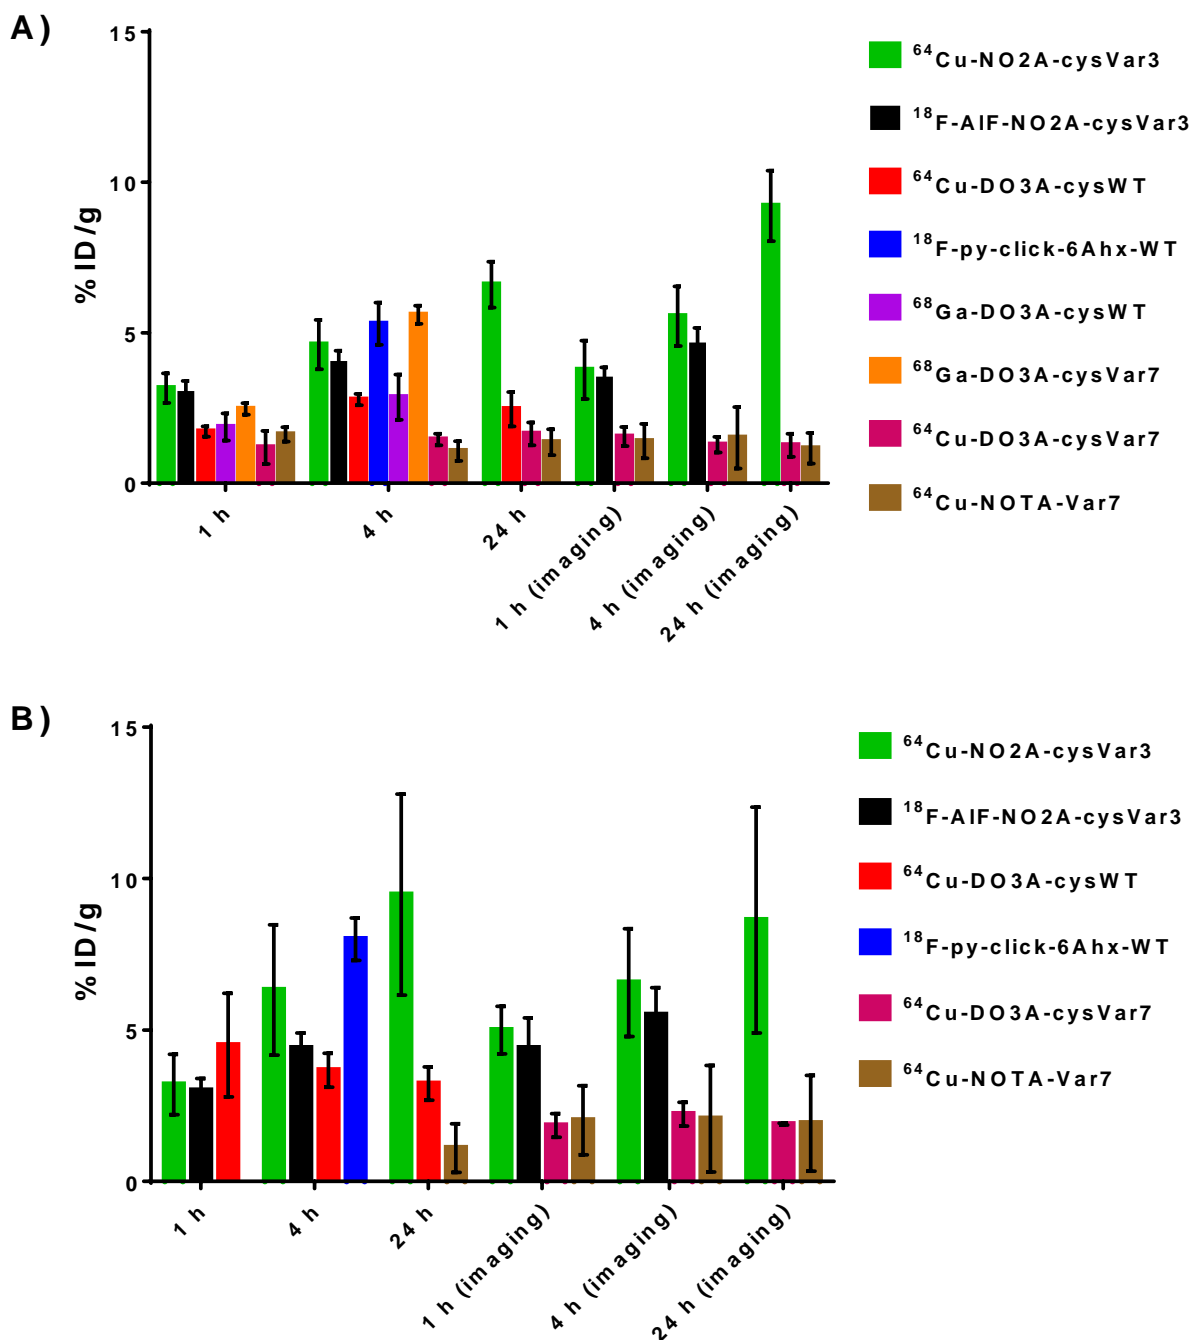 A)
15
10
5
0
% ID/g
1 h
4 h
24 h
1 h (imaging)
4 h (imaging)
24 h (imaging)
⁶⁴Cu-NO2A-cysVar3
¹⁸F-AlF-NO2A-cysVar3
⁶⁴Cu-DO3A-cysWT
¹⁸F-py-click-6Ahx-WT
⁶⁸Ga-DO3A-cysWT
⁶⁸Ga-DO3A-cysVar7
⁶⁴Cu-DO3A-cysVar7
⁶⁴Cu-NOTA-Var7
B)
15
10
5
0
% ID/g
1 h
4 h
24 h
1 h (imaging)
4 h (imaging)
24 h (imaging)
⁶⁴Cu-NO2A-cysVar3
¹⁸F-AlF-NO2A-cysVar3
⁶⁴Cu-DO3A-cysWT
¹⁸F-py-click-6Ahx-WT
⁶⁴Cu-DO3A-cysVar7
⁶⁴Cu-NOTA-Var7